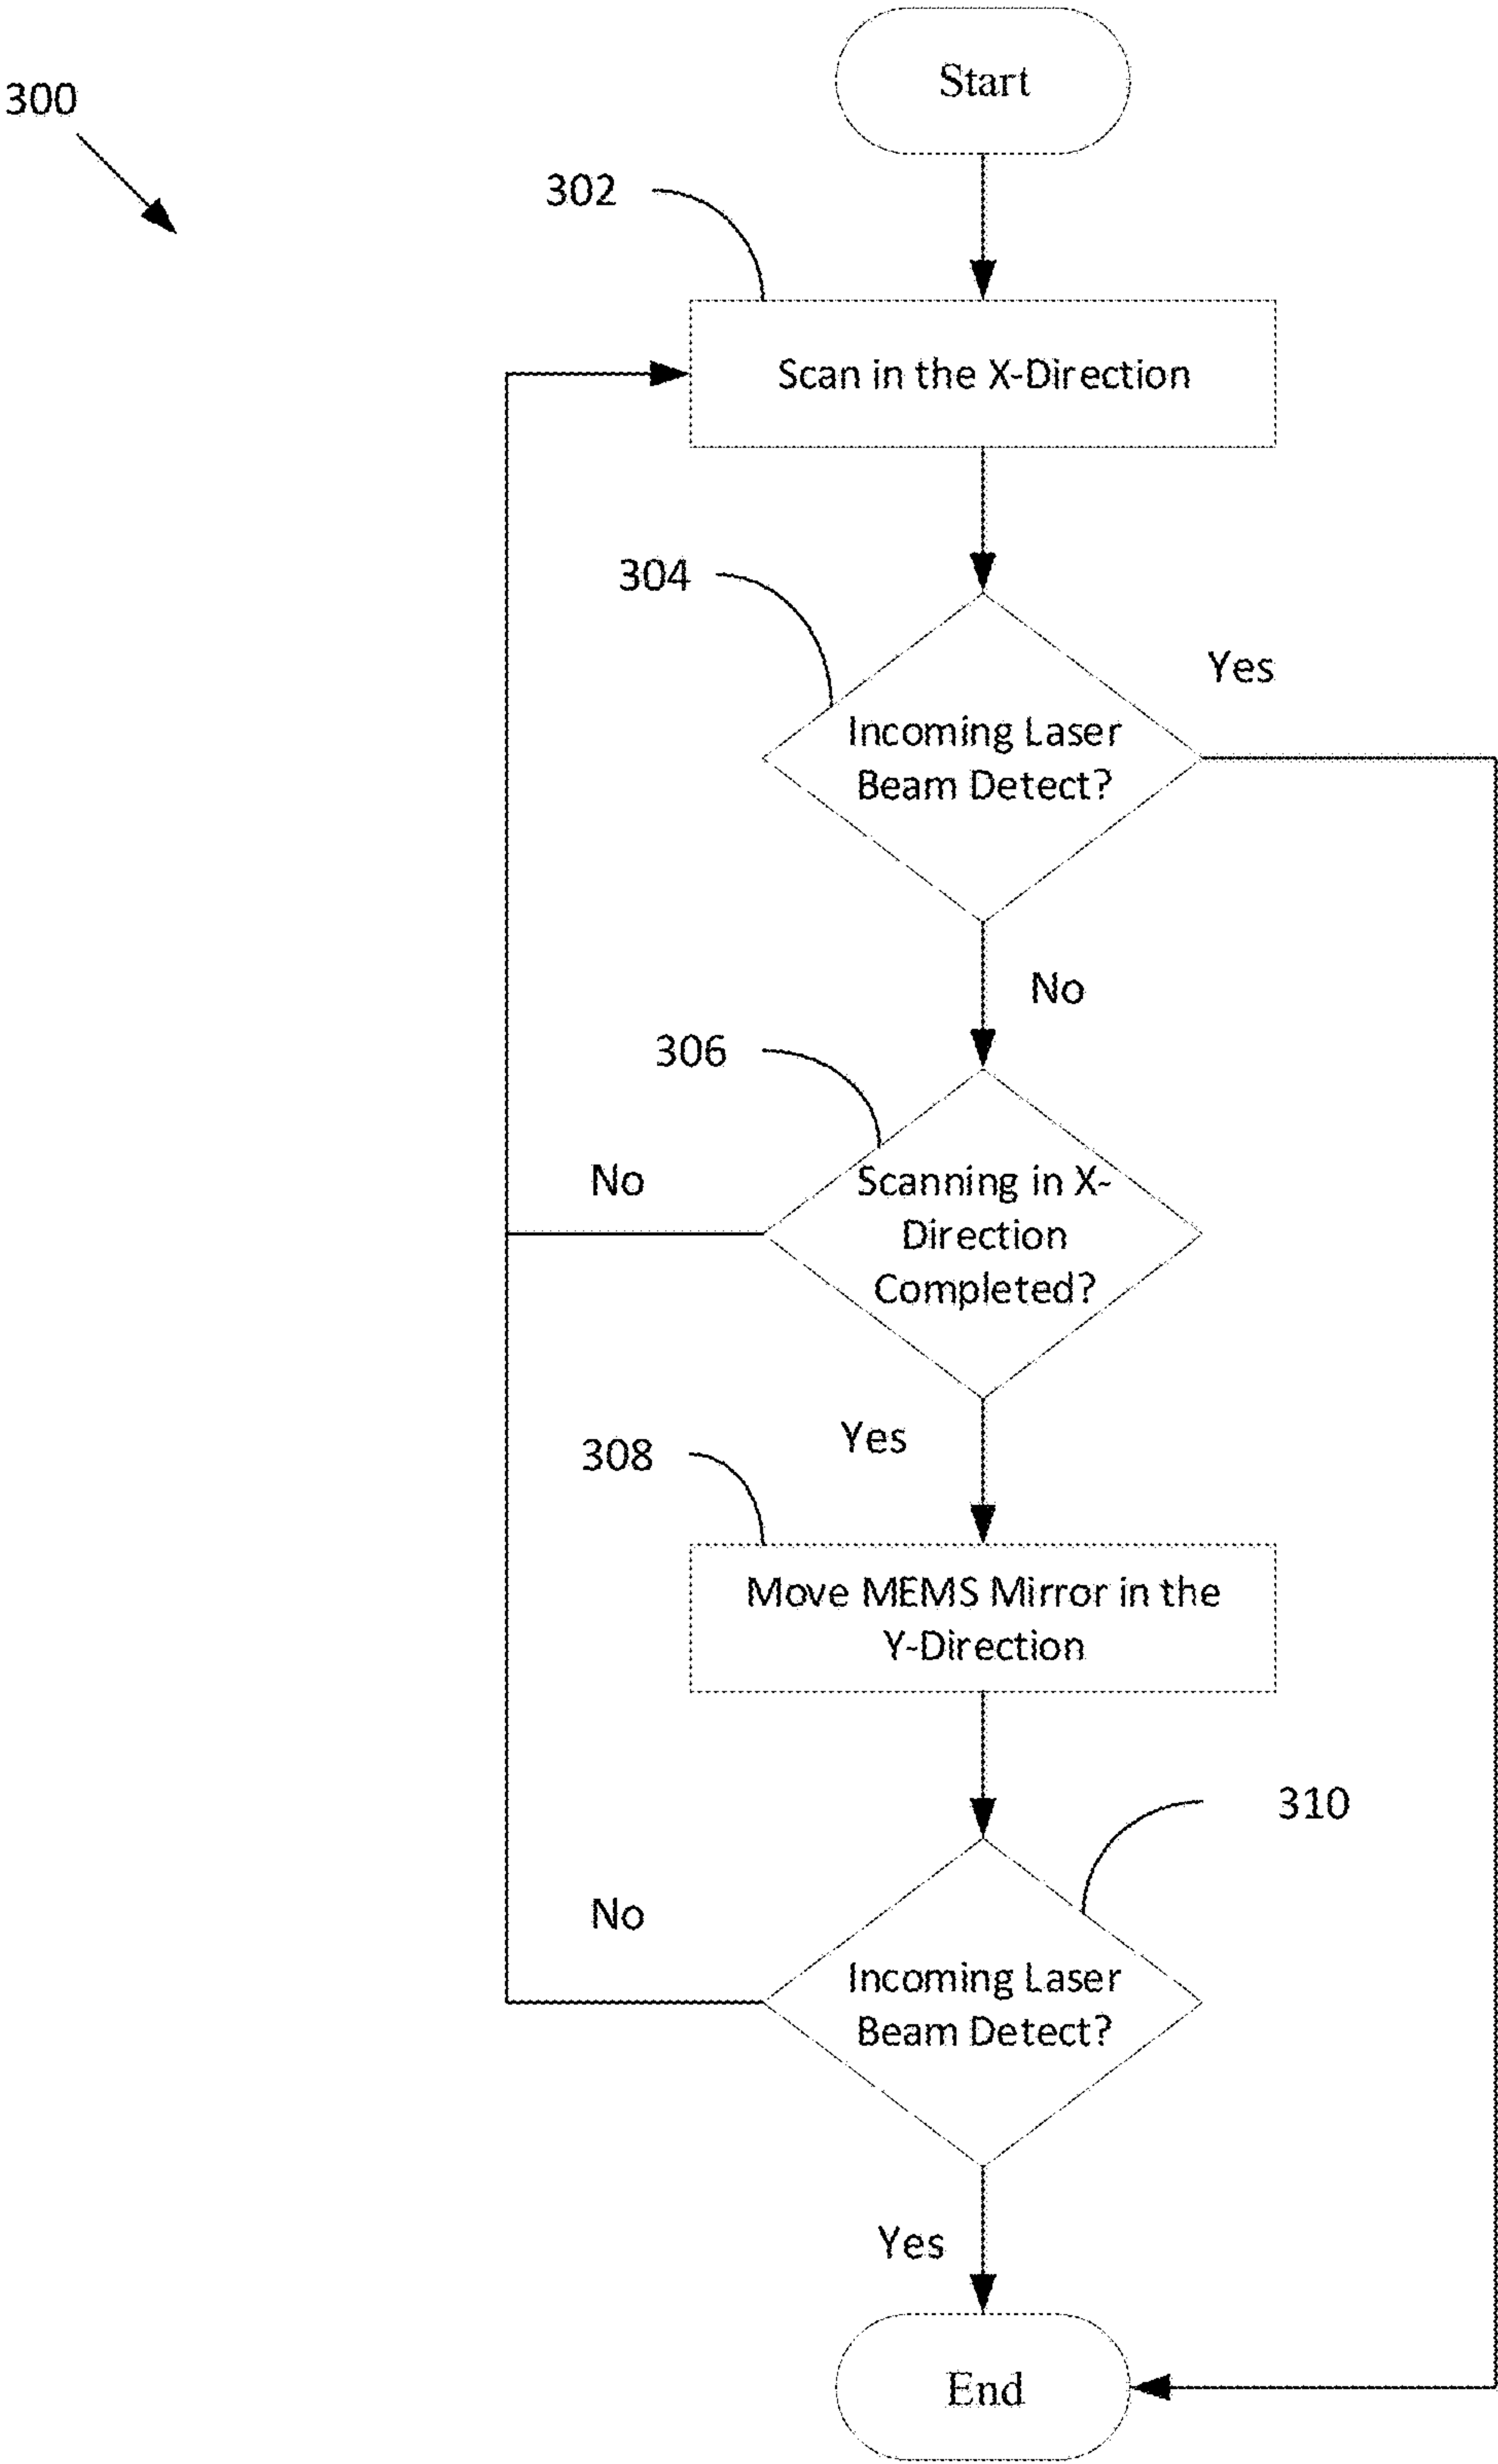 Start
300
302
Scan in the X-Direction
304
Yes
Incoming Laser
Beam Detect?
No
306
No
Scanning in X-
Direction
Completed?
Yes
308
Move MEMS Mirror in the
Y-Direction
310
No
Incoming Laser
Beam Detect?
Yes
End